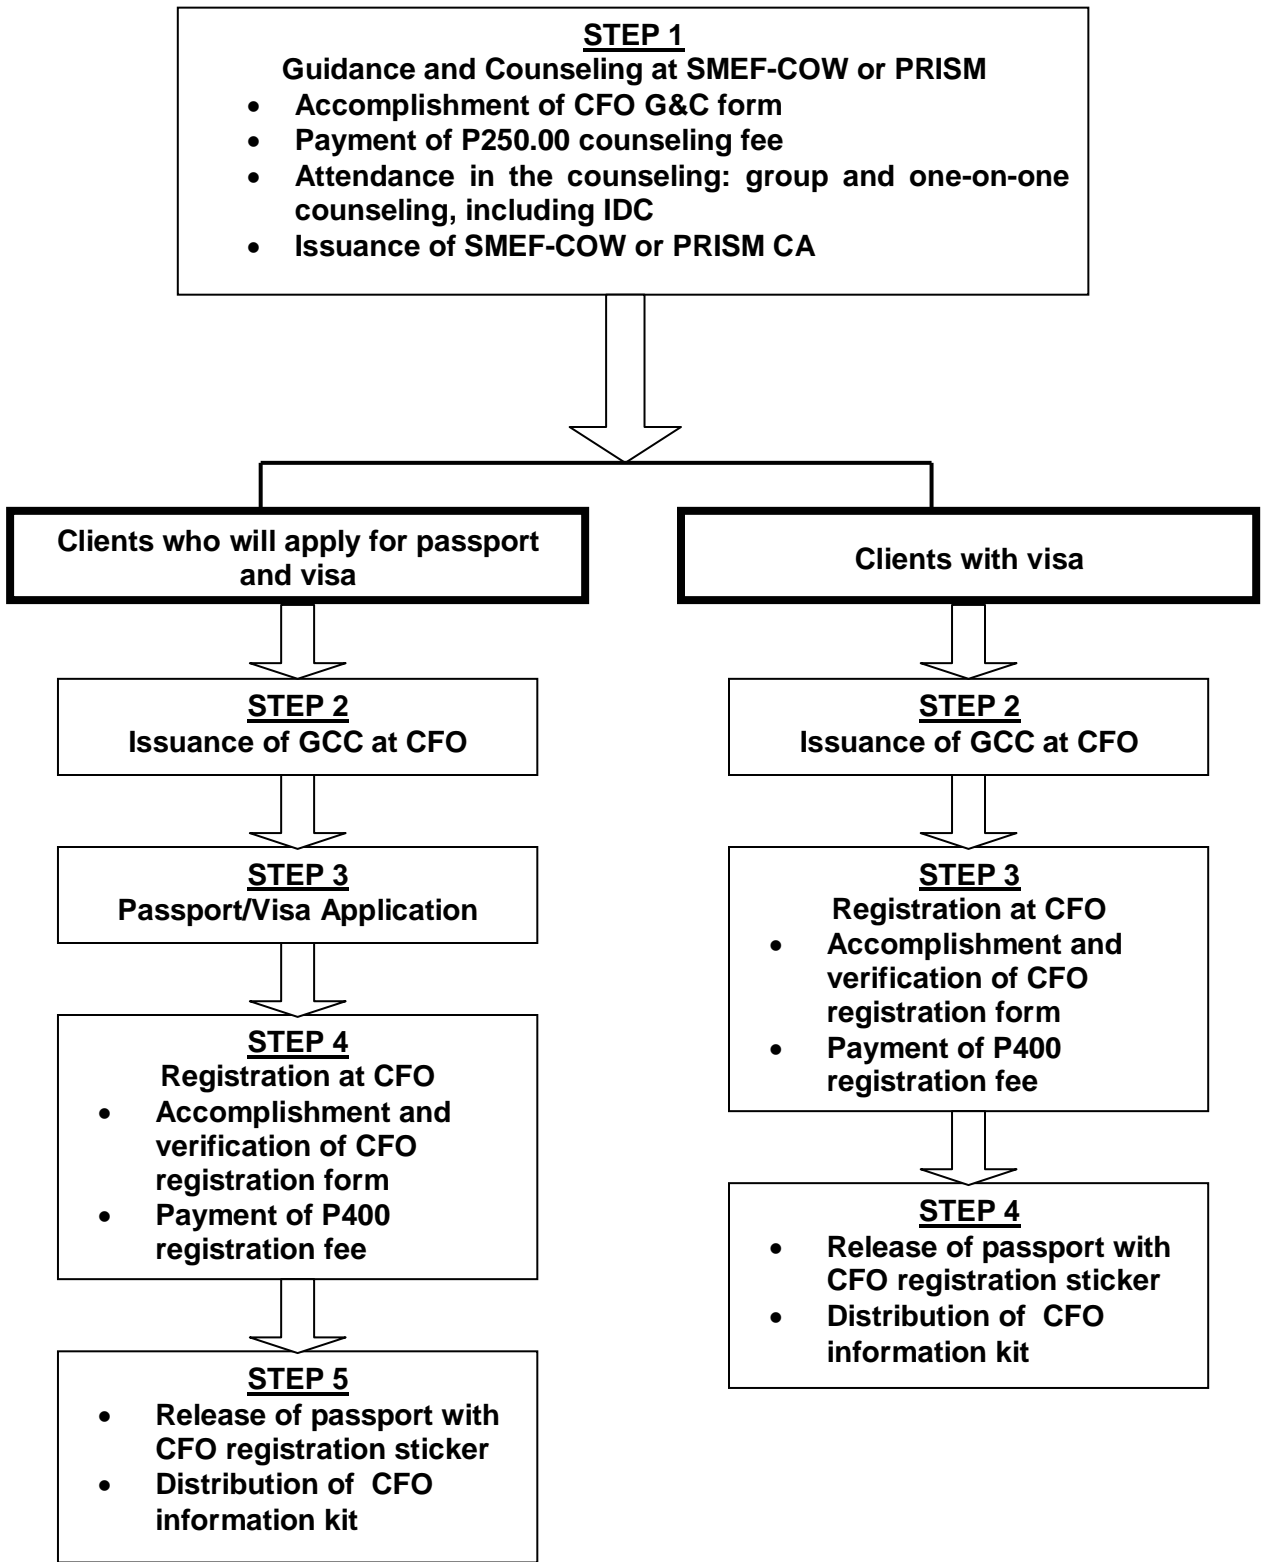 STEP 1
Guidance and Counseling at SMEF-COW or PRISM
• Accomplishment of CFO G&C form
• Payment of P250.00 counseling fee
• Attendance in the counseling: group and one-on-one
counseling, including IDC
• Issuance of SMEF-COW or PRISM CA
Clients who will apply for passport
and visa
STEP 2
Issuance of GCC at CFO
STEP 3
Passport/Visa Application
STEP 4
Registration at CFO
• Accomplishment and
verification of CFO
registration form
• Payment of P400
registration fee
STEP 5
• Release of passport with
CFO registration sticker
• Distribution of CFO
information kit
Clients with visa
STEP 2
Issuance of GCC at CFO
STEP 3
Registration at CFO
• Accomplishment and
verification of CFO
registration form
• Payment of P400
registration fee
STEP 4
• Release of passport with
CFO registration sticker
• Distribution of CFO
information kit